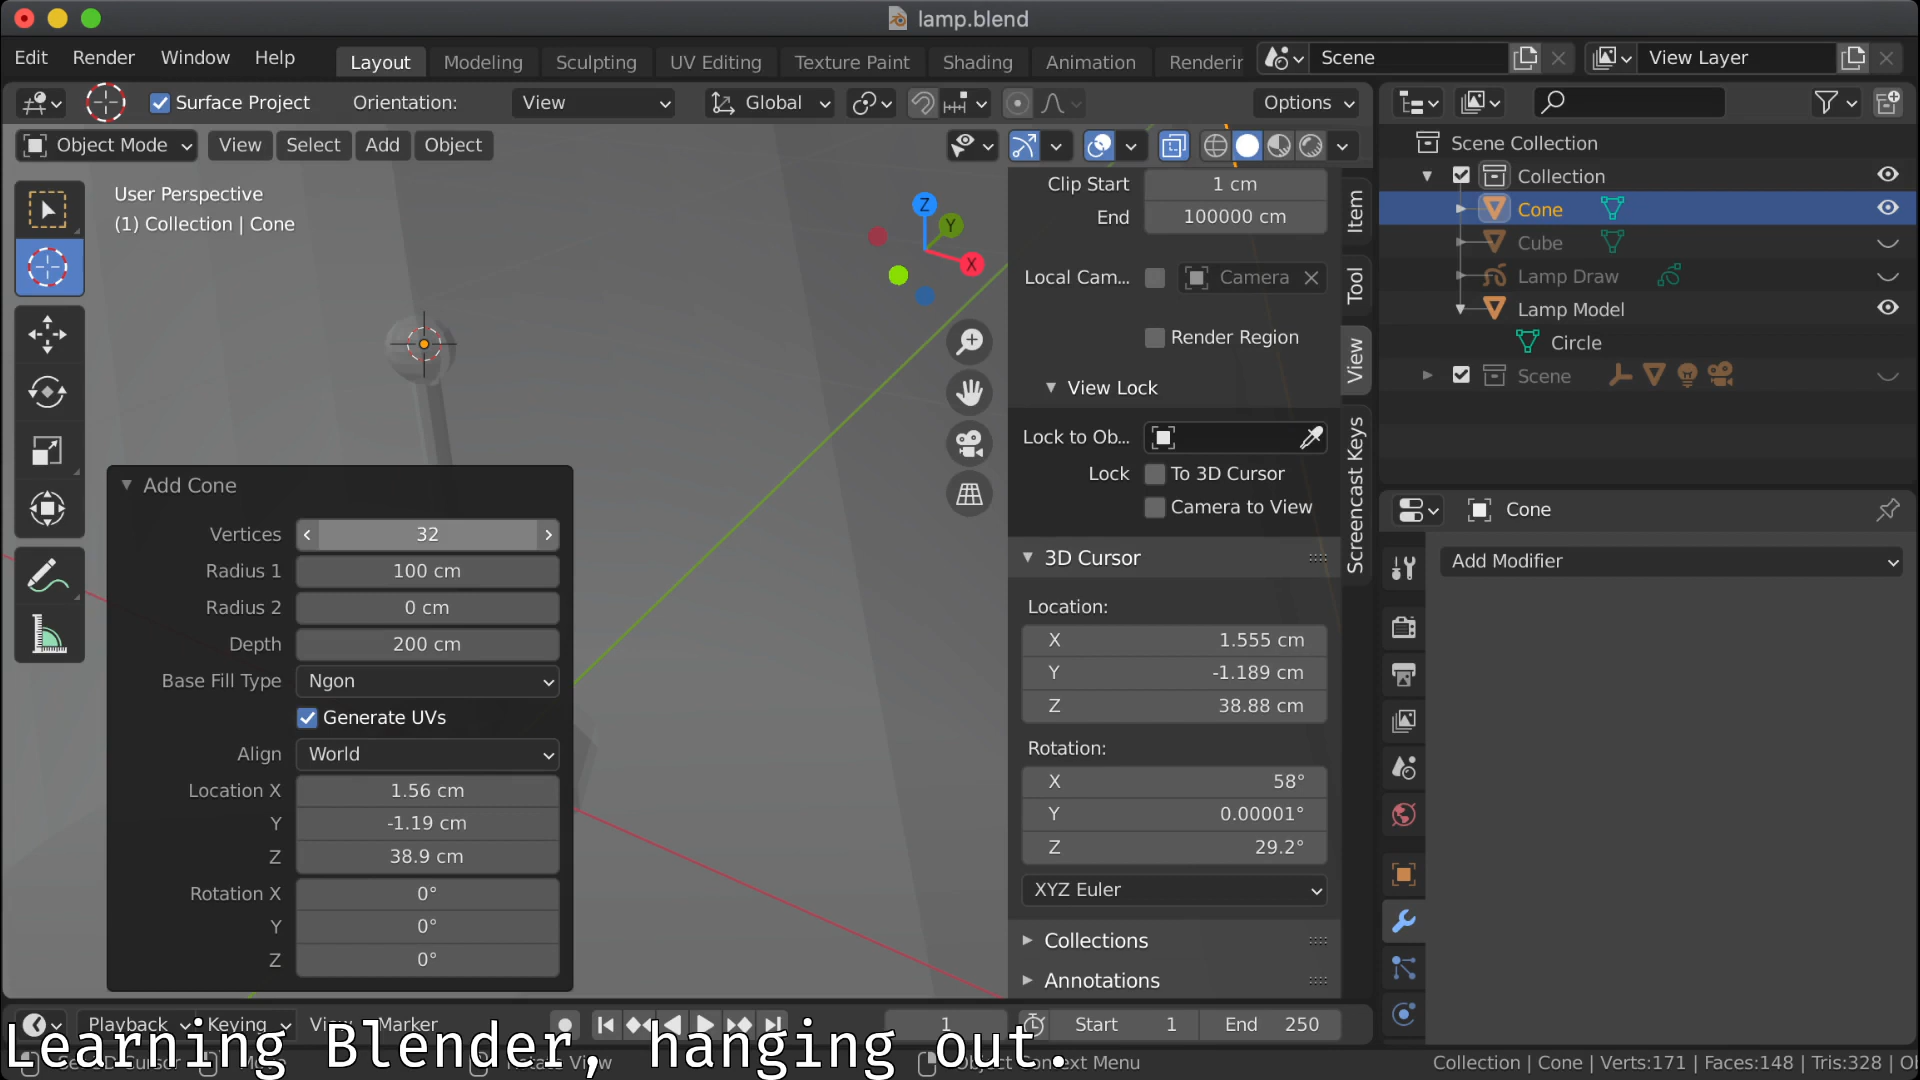 lamp.blend
Edit Render Window Help
Layout Modeling Sculpting UV Editing Texture Paint Shading Animation Renderin
Scene
View Layer
Surface Project Orientation: View Global Options
Object Mode View Select Add Object
User Perspective
(1) Collection | Cone
Z
Y
X
Add Cone
Vertices 32
Radius 1 100 cm
Radius 2 0 cm
Depth 200 cm
Base Fill Type Ngon
Generate UVs
Align World
Location X 1.56 cm
Y -1.19 cm
Z 38.9 cm
Rotation X 0°
Y 0°
Z 0°
Clip Start 1 cm
End 100000 cm
Local Cam... Camera
Render Region
View Lock
Lock to Ob...
Lock To 3D Cursor
Camera to View
3D Cursor
Location:
X 1.555 cm
Y -1.189 cm
Z 38.88 cm
Rotation:
X 58°
Y 0.00001°
Z 29.2°
XYZ Euler
Collections
Annotations
Item
Tool
View
Screencast Keys
Scene Collection
Collection
Cone
Cube
Lamp Draw
Lamp Model
Circle
Scene
Cone
Add Modifier
Playback Keying View Marker
1 Start 1 End 250
Learning Blender, hanging out.
Context Menu
Collection | Cone | Verts:171 | Faces:148 | Tris:328 |